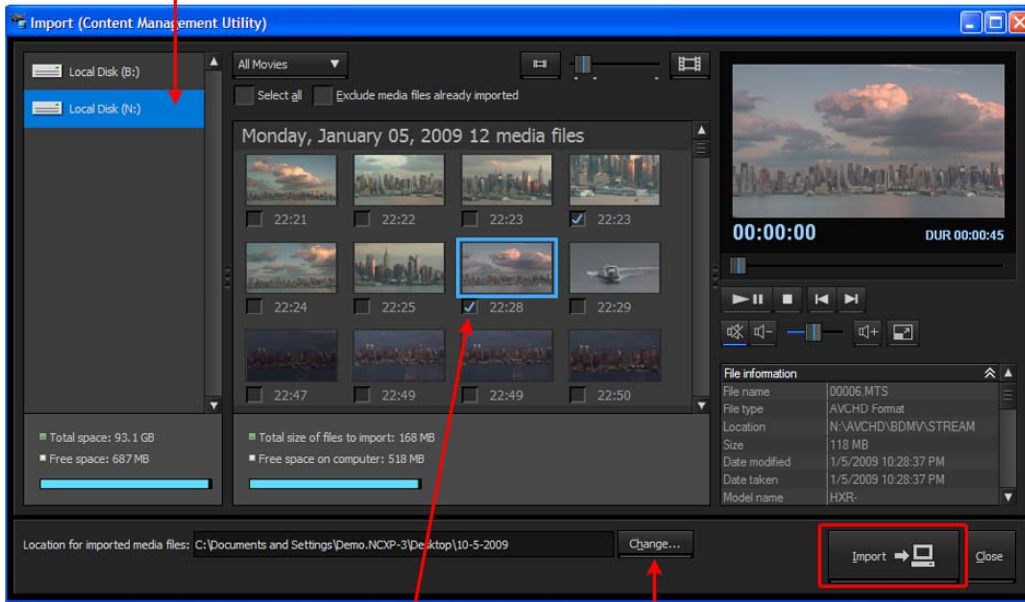 Import (Content Management Utility)
Local Disk (B:)
Local Disk (N:)
Total space: 93.1 GB
Free space: 687 MB
All Movies
Select all
Exclude media files already imported
Monday, January 05, 2009 12 media files
22:21
22:22
22:23
22:23
22:24
22:25
22:28
22:29
22:47
22:49
22:49
22:50
Total size of files to import: 168 MB
Free space on computer: 518 MB
00:00:00
DUR 00:00:45
File information
File name 00006.MTS
File type AVCHD Format
Location N:\AVCHD\BDMV\STREAM
Size 118 MB
Date modified 1/5/2009 10:28:37 PM
Date taken 1/5/2009 10:28:37 PM
Model name HXR-
Location for imported media files: C:\Documents and Settings\Demo.NCXP-3\Desktop\10-5-2009
Change...
Import
Close